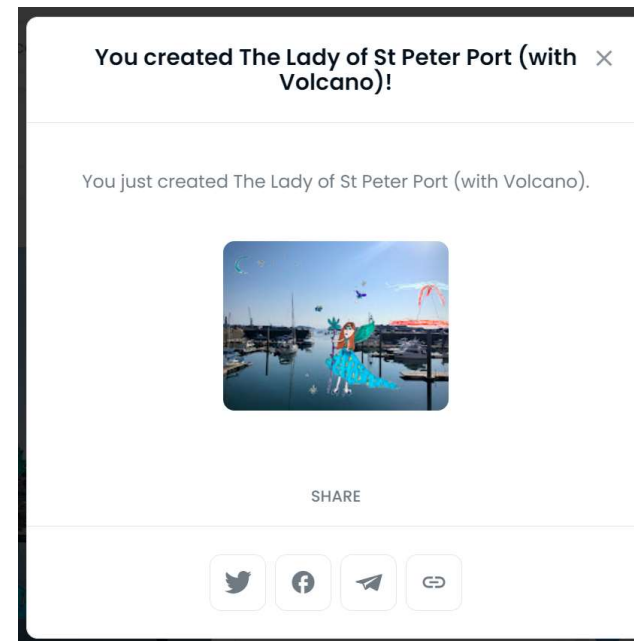 You created The Lady of St Peter Port (with
Volcano)!
You just created The Lady of St Peter Port (with Volcano).
SHARE